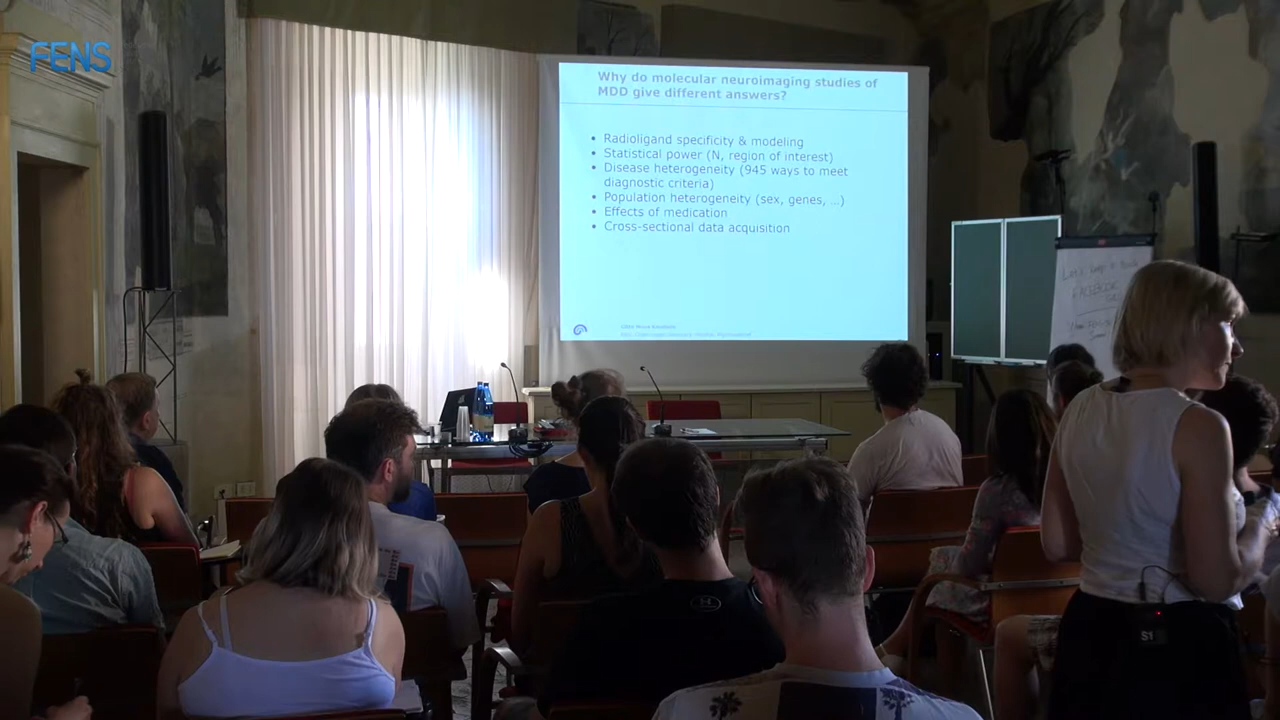 FENS
Why do molecular neuroimaging studies of
MDD give different answers?
• Radioligand specificity & modeling
• Statistical power (N, region of interest)
• Disease heterogeneity (945 ways to meet
diagnostic criteria)
• Population heterogeneity (sex, genes, …)
• Effects of medication
• Cross-sectional data acquisition
FACEBOOK
S1